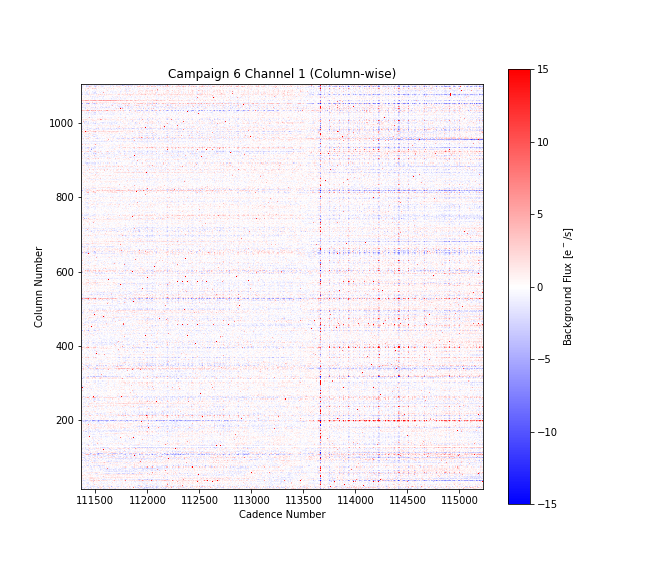 Campaign 6 Channel 1 (Column-wise)
1000
800
600
400
200
Column Number
111500 112000 112500 113000 113500 114000 114500 115000
Cadence Number
15
10
5
0
−5
−10
−15
Background Flux [e⁻/s]